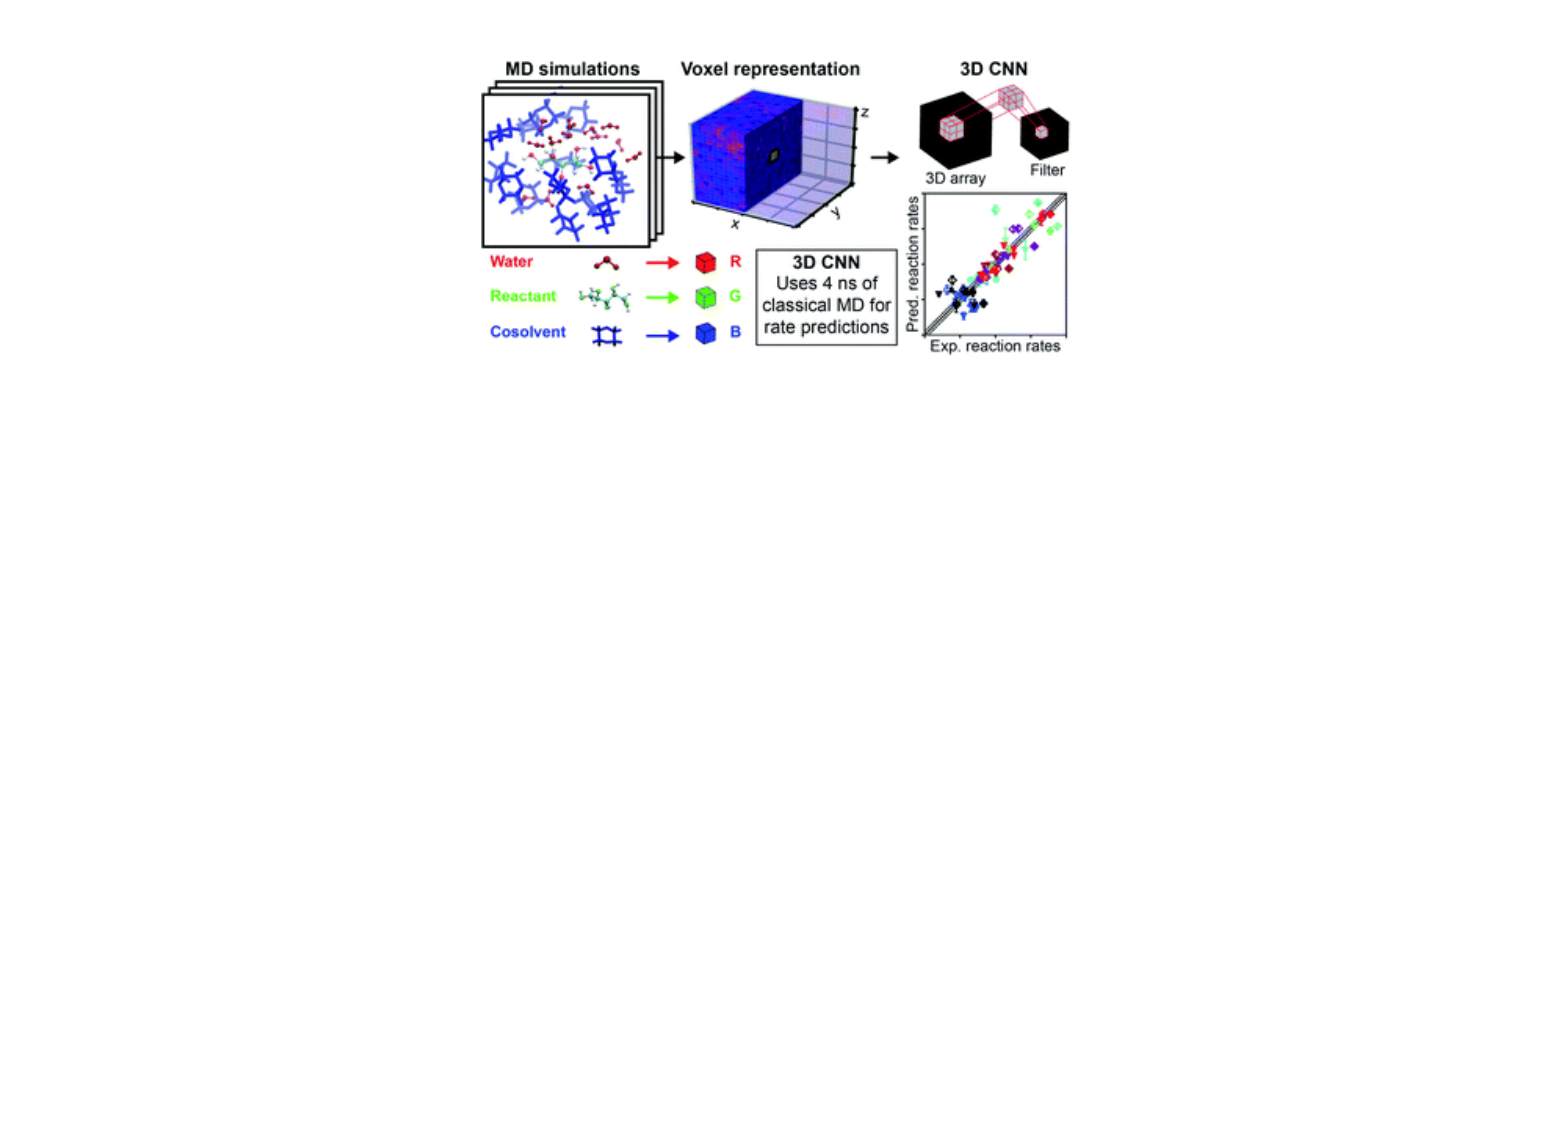 MD simulations
Voxel representation
3D CNN
z
y
x
3D array
Filter
Water
R
Reactant
G
Cosolvent
B
3D CNN
Uses 4 ns of
classical MD for
rate predictions
Pred. reaction rates
Exp. reaction rates